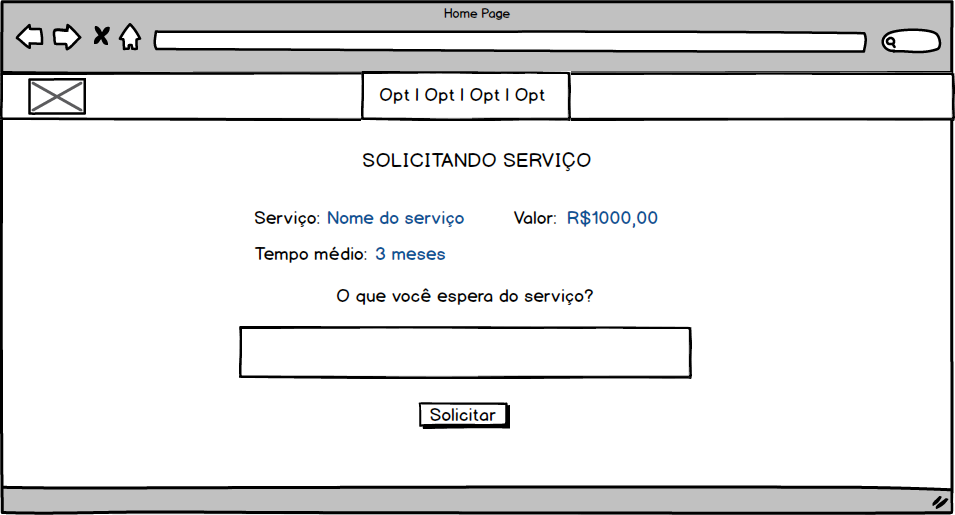 Home Page
Opt | Opt | Opt | Opt
SOLICITANDO SERVIÇO
Serviço: Nome do serviço Valor: R$1000,00
Tempo médio: 3 meses
O que você espera do serviço?
Solicitar